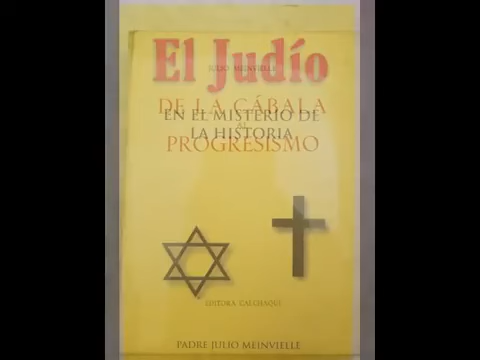 El Judío
JULIO MEINVIELLE
DE LA CÁBALA
EN EL MISTERIO DE
AL
LA HISTORIA
PROGRESISMO
EDITORA CALCHAQUI
PADRE JULIO MEINVIELLE